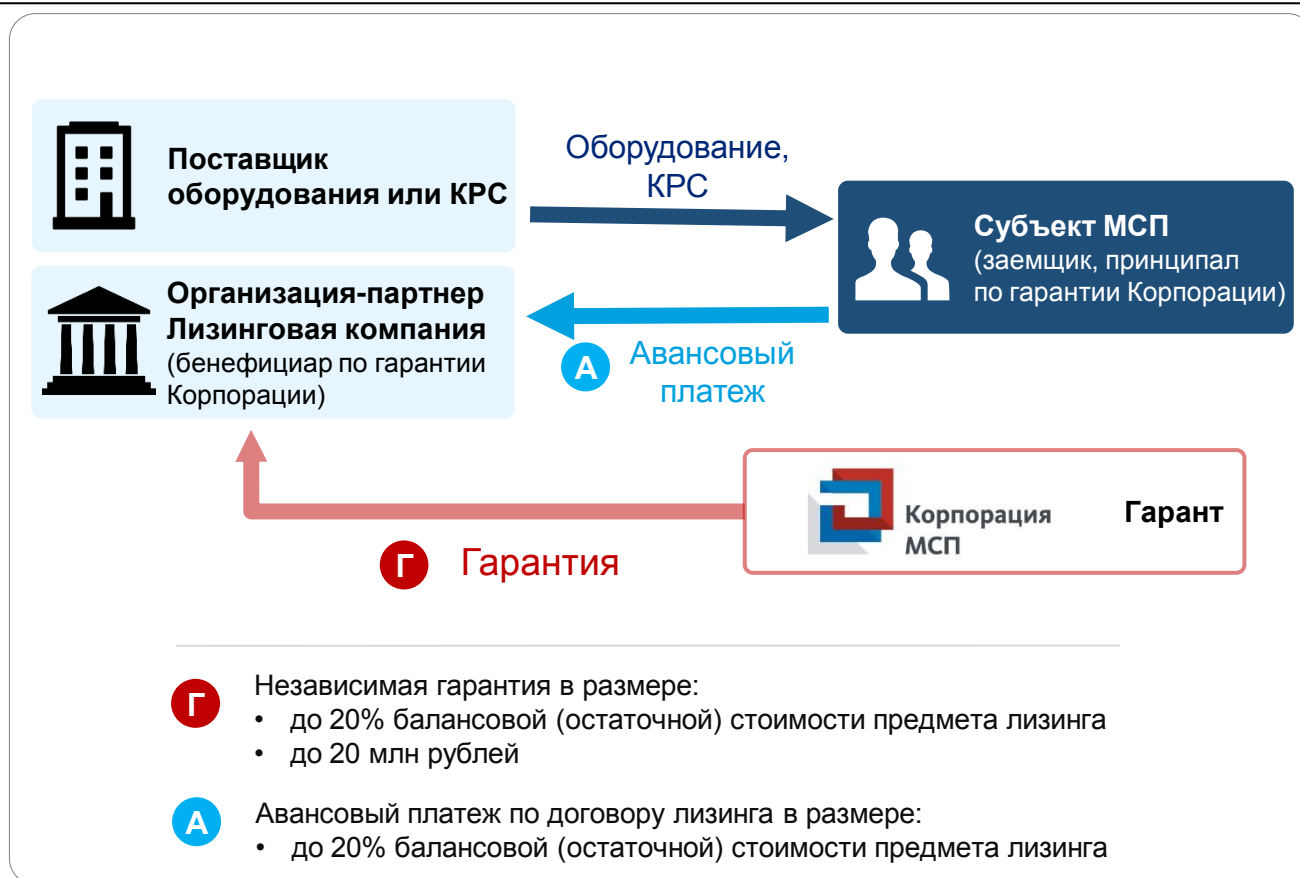 Поставщик
оборудования или КРС
Оборудование,
КРС
Субъект МСП
(заемщик, принципал
по гарантии Корпорации)
Организация-партнер
Лизинговая компания
(бенефициар по гарантии
Корпорации)
А
Авансовый
платеж
Корпорация
МСП
Гарант
Г
Гарантия
Г
Независимая гарантия в размере:
• до 20% балансовой (остаточной) стоимости предмета лизинга
• до 20 млн рублей
А
Авансовый платеж по договору лизинга в размере:
• до 20% балансовой (остаточной) стоимости предмета лизинга